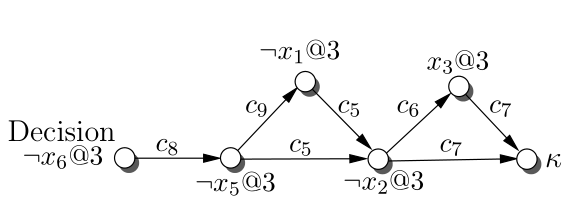 ¬x₁@3
x₃@3
c₉
c₅
c₆
c₇
Decision
¬x₆@3
c₈
c₅
c₇
κ
¬x₅@3
¬x₂@3